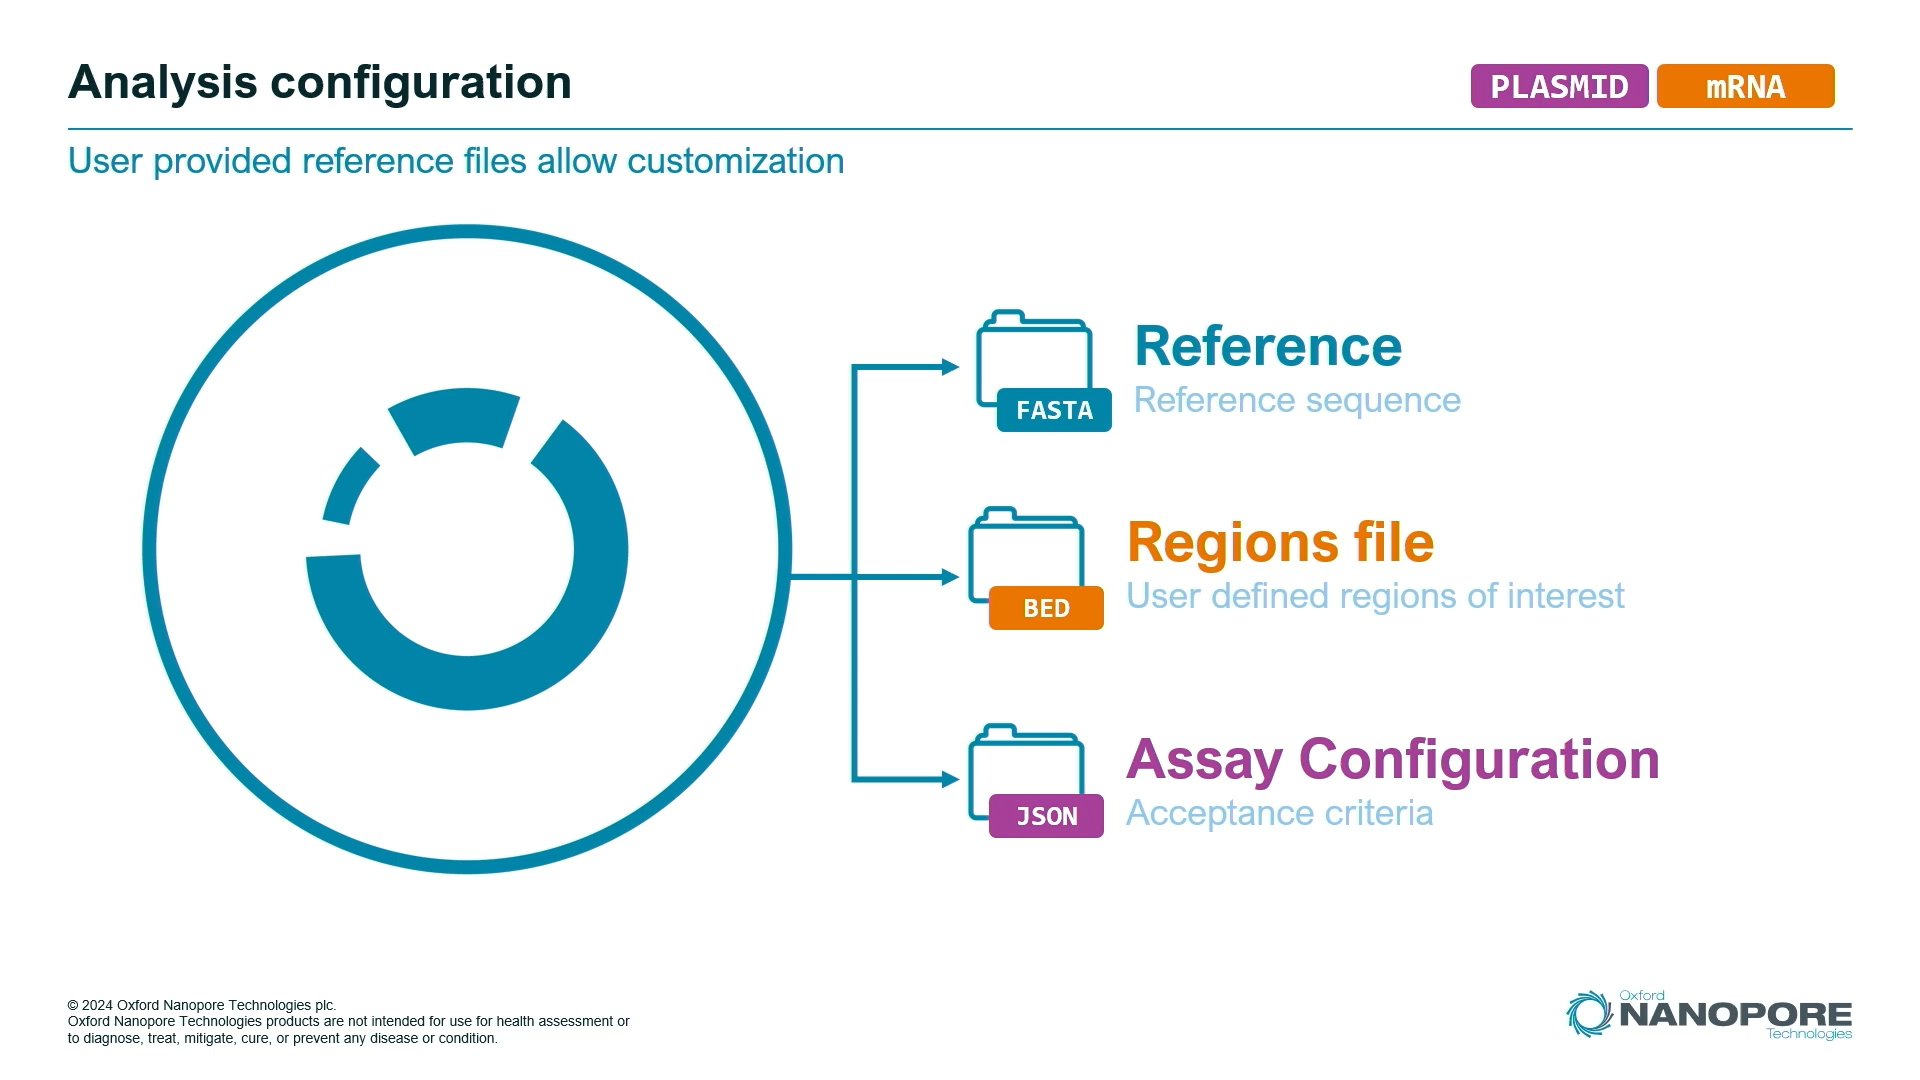 Analysis configuration
PLASMID
mRNA
User provided reference files allow customization
Reference
FASTA
Reference sequence
Regions file
BED
User defined regions of interest
Assay Configuration
JSON
Acceptance criteria
© 2024 Oxford Nanopore Technologies plc.
Oxford Nanopore Technologies products are not intended for use for health assessment or
to diagnose, treat, mitigate, cure, or prevent any disease or condition.
Oxford
NANOPORE
Technologies